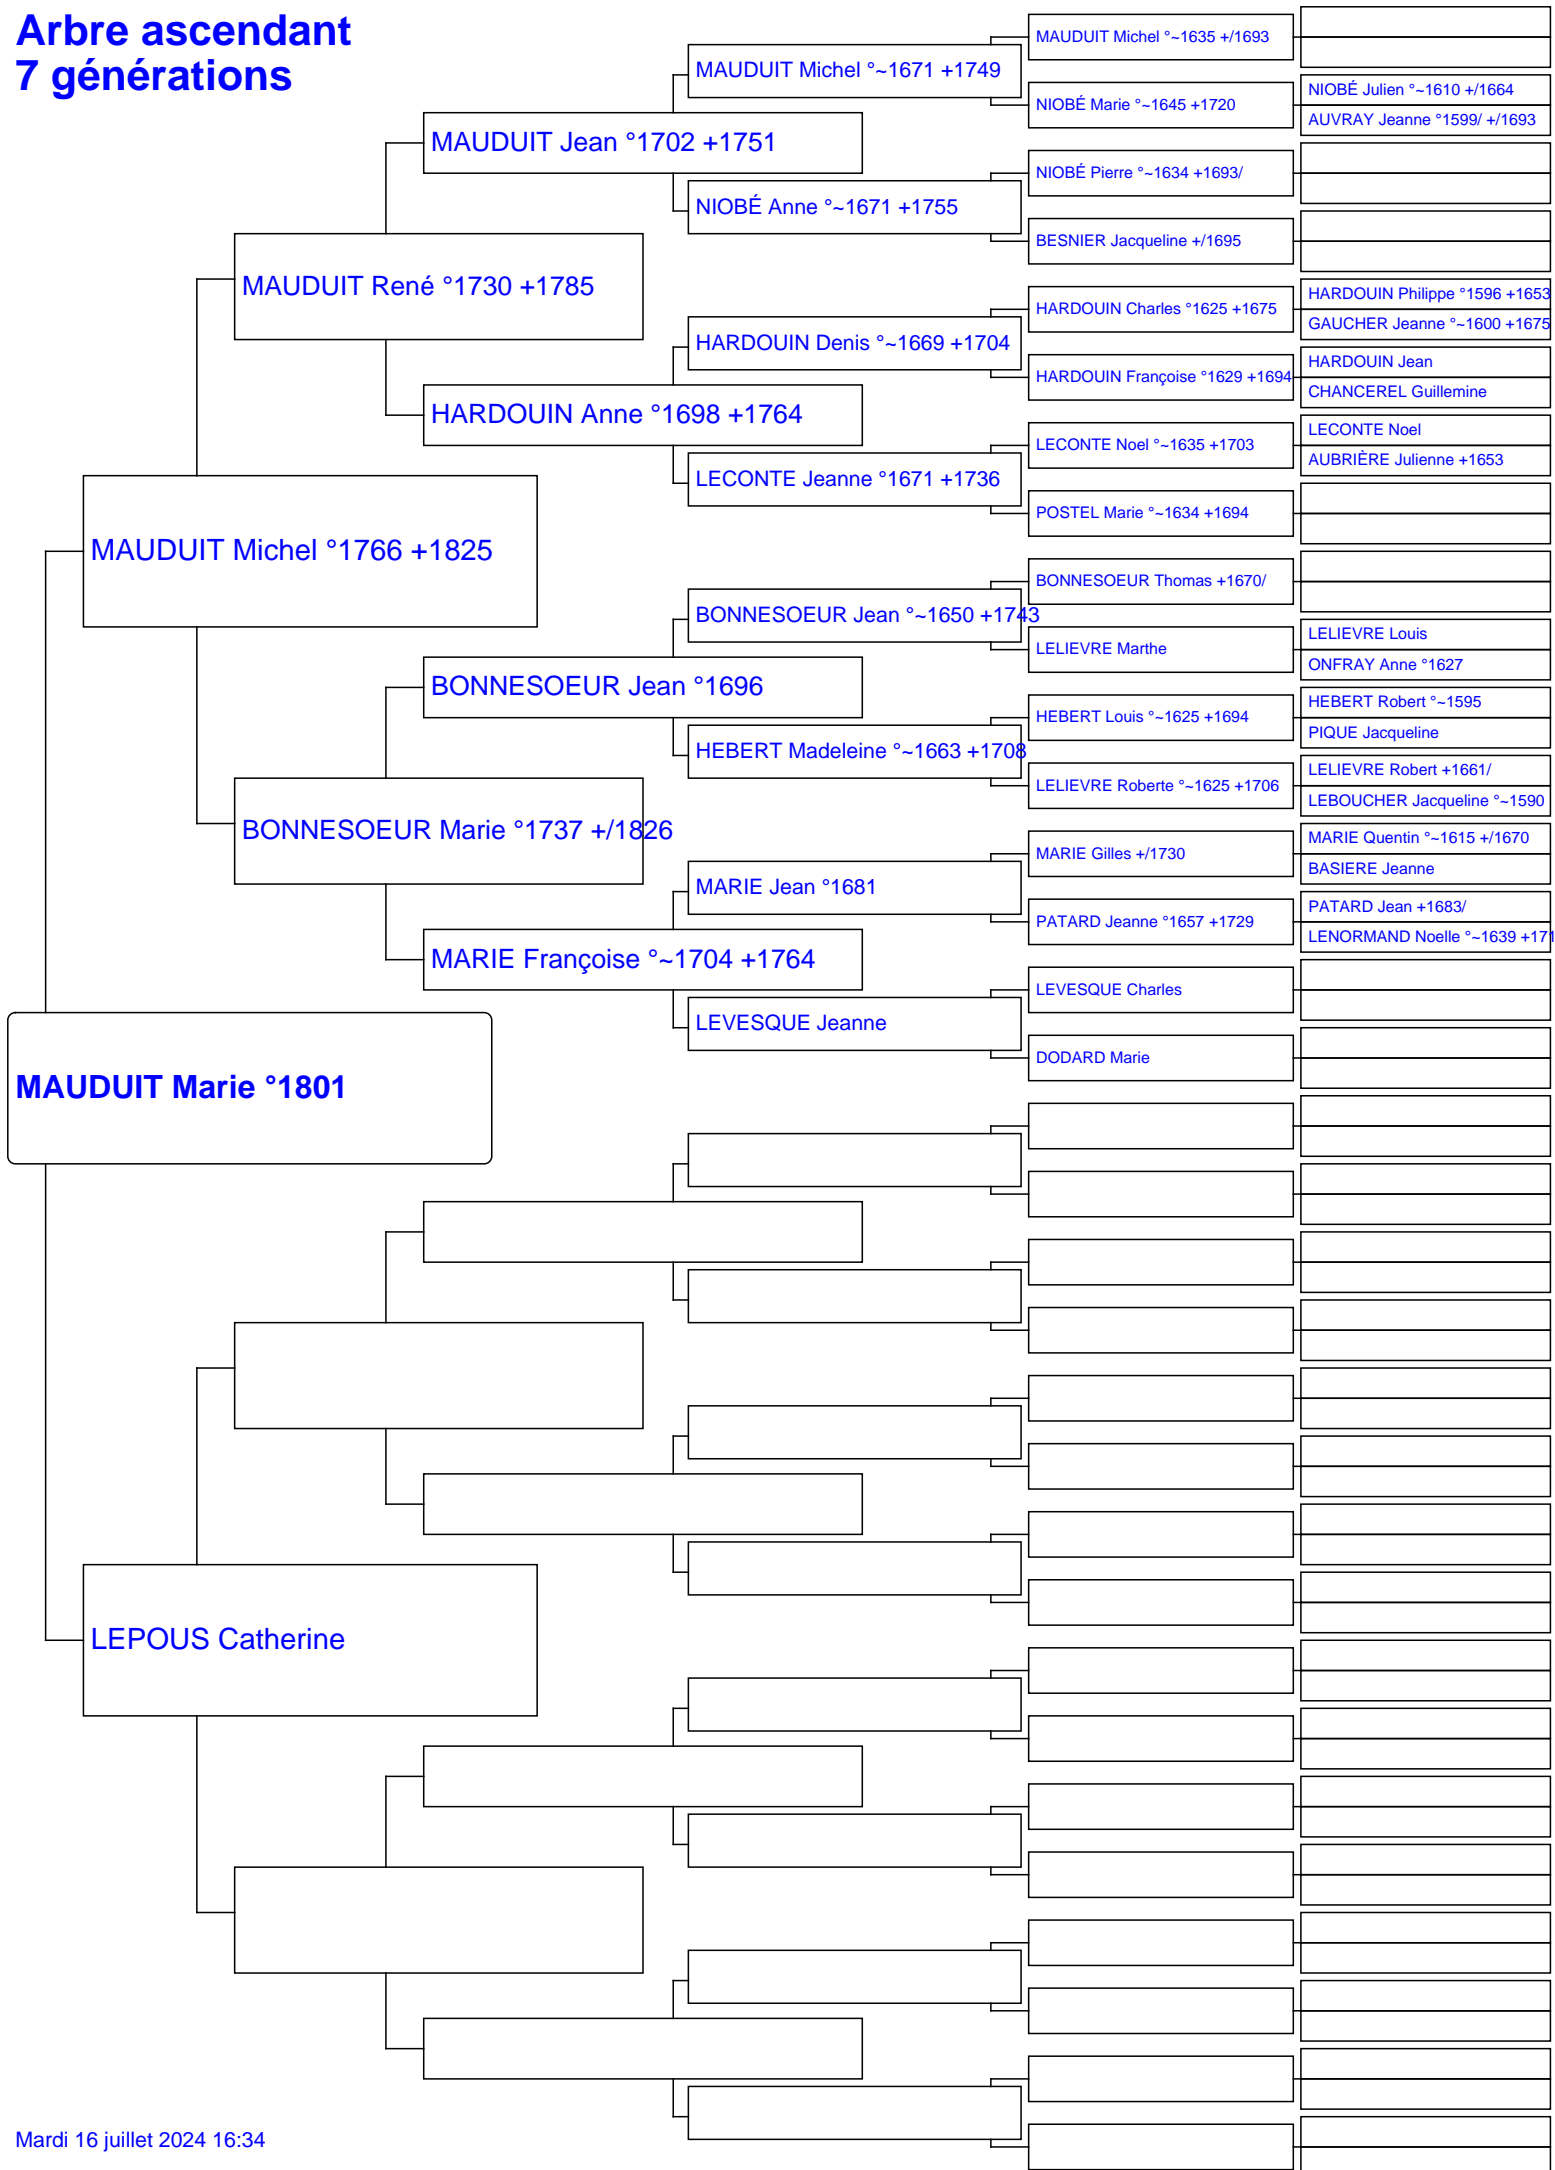 Arbre ascendant
7 générations
MAUDUIT Michel °~1635 +/1693
MAUDUIT Michel °~1671 +1749
NIOBÉ Julien °~1610 +/1664
NIOBÉ Marie °~1645 +1720
AUVRAY Jeanne °1599/ +/1693
MAUDUIT Jean °1702 +1751
NIOBÉ Pierre °~1634 +1693/
NIOBÉ Anne °~1671 +1755
BESNIER Jacqueline +/1695
MAUDUIT René °1730 +1785
HARDOUIN Philippe °1596 +1653
HARDOUIN Charles °1625 +1675
GAUCHER Jeanne °~1600 +1675
HARDOUIN Denis °~1669 +1704
HARDOUIN Jean
HARDOUIN Françoise °1629 +1694
CHANCEREL Guillemine
HARDOUIN Anne °1698 +1764
LECONTE Noel
LECONTE Noel °~1635 +1703
AUBRIÈRE Julienne +1653
LECONTE Jeanne °1671 +1736
POSTEL Marie °~1634 +1694
MAUDUIT Michel °1766 +1825
BONNESOEUR Thomas +1670/
BONNESOEUR Jean °~1650 +1743
LELIEVRE Louis
LELIEVRE Marthe
ONFRAY Anne °1627
BONNESOEUR Jean °1696
HEBERT Robert °~1595
HEBERT Louis °~1625 +1694
PIQUE Jacqueline
HEBERT Madeleine °~1663 +1708
LELIEVRE Robert +1661/
LELIEVRE Roberte °~1625 +1706
LEBOUCHER Jacqueline °~1590
BONNESOEUR Marie °1737 +/1826
MARIE Quentin °~1615 +/1670
MARIE Gilles +/1730
BASIERE Jeanne
MARIE Jean °1681
PATARD Jean +1683/
PATARD Jeanne °1657 +1729
LENORMAND Noelle °~1639 +171
MARIE Françoise °~1704 +1764
LEVESQUE Charles
LEVESQUE Jeanne
DODARD Marie
MAUDUIT Marie °1801
LEPOUS Catherine
Mardi 16 juillet 2024 16:34